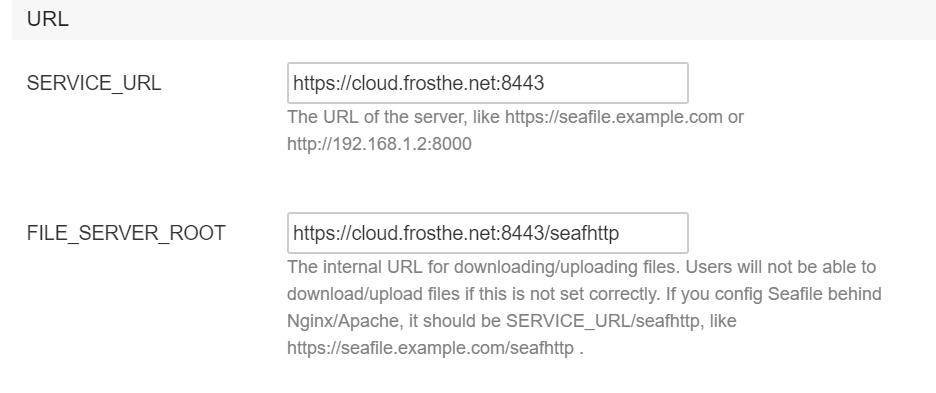 URL
SERVICE_URL
https://cloud.frosthe.net:8443
The URL of the server, like https://seafile.example.com or
http://192.168.1.2:8000
FILE_SERVER_ROOT
https://cloud.frosthe.net:8443/seafhttp
The internal URL for downloading/uploading files. Users will not be able to
download/upload files if this is not set correctly. If you config Seafile behind
Nginx/Apache, it should be SERVICE_URL/seafhttp, like
https://seafile.example.com/seafhttp .